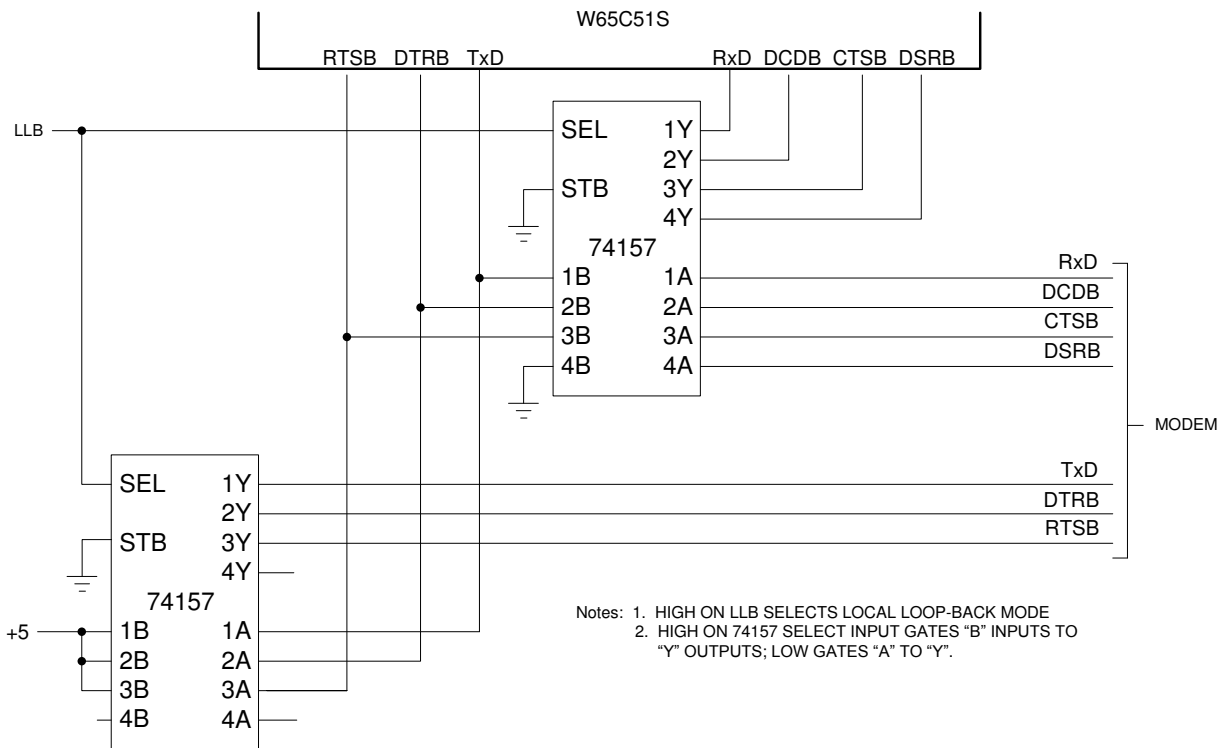 W65C51S
RTSB DTRB TxD RxD DCDB CTSB DSRB
LLB
SEL 1Y
2Y
STB 3Y
4Y
74157
1B 1A RxD
2B 2A DCDB
3B 3A CTSB
4B 4A DSRB
MODEM
SEL 1Y TxD
2Y DTRB
STB 3Y RTSB
4Y
74157
+5 1B 1A
2B 2A
3B 3A
4B 4A
Notes: 1. HIGH ON LLB SELECTS LOCAL LOOP-BACK MODE
2. HIGH ON 74157 SELECT INPUT GATES “B” INPUTS TO
“Y” OUTPUTS; LOW GATES “A” TO “Y”.